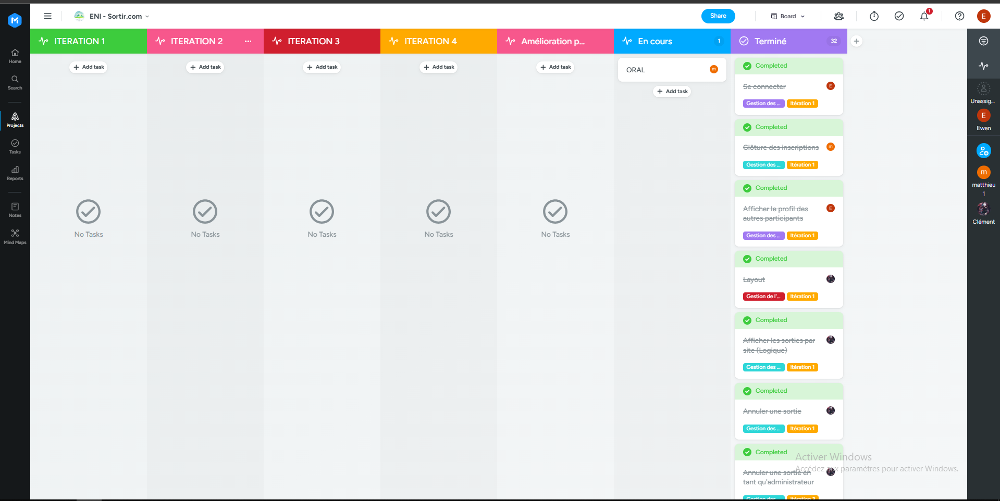 ENI - Sortir.com
Share
Board
1
E
Home
Search
Projects
Tasks
Reports
Notes
Mind Maps
ITERATION 1
Add task
No Tasks
ITERATION 2
Add task
No Tasks
ITERATION 3
Add task
No Tasks
ITERATION 4
Add task
No Tasks
Amélioration p...
Add task
No Tasks
En cours
1
ORAL
m
Add task
Terminé
32
Completed
Se connecter
E
Gestion des ...
Itération 1
Completed
Clôture des inscriptions
m
Gestion des ...
Itération 1
Completed
Afficher le profil des
autres participants
E
Gestion des ...
Itération 1
Completed
Layout
Gestion de l'...
Itération 1
Completed
Afficher les sorties par
site (Logique)
Gestion des ...
Itération 1
Completed
Annuler une sortie
Gestion des ...
Itération 1
Completed
Annuler une sortie en
tant qu'administrateur
Gestion des ...
Unassig...
E
Ewen
m
matthieu
1
Clément
Activer Windows
Accédez aux paramètres pour activer Windows.